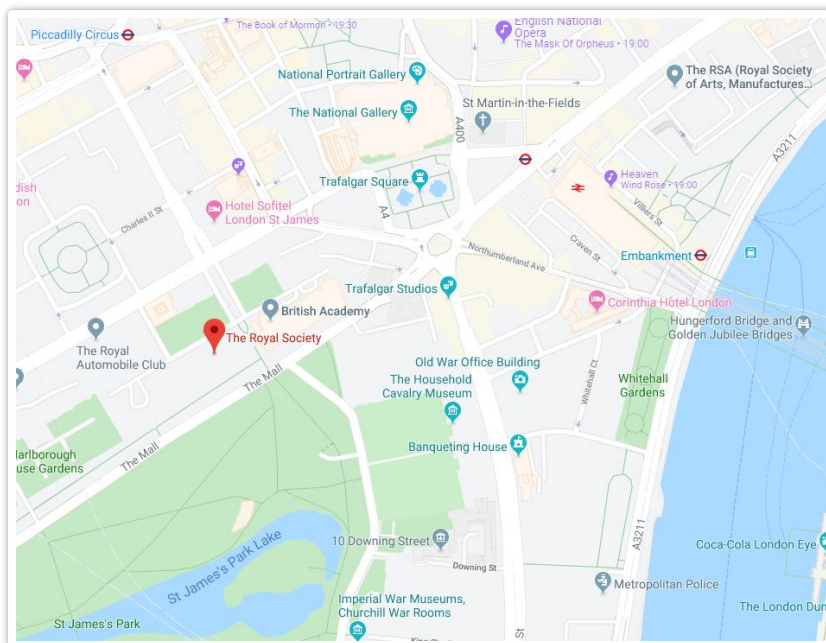 The Book of Mormon • 19:30
Piccadilly Circus
English National
Opera
The Mask Of Orpheus • 19:00
National Portrait Gallery
The RSA (Royal Society
of Arts, Manufactures...
The National Gallery
St Martin-in-the-Fields
A400
A3211
Heaven
Wind Rose • 19:00
Trafalgar Square
Villiers St
Hotel Sofitel
London St James
Charles II St
A4
Craven St
Northumberland Ave
Embankment
Trafalgar Studios
British Academy
Corinthia Hotel London
The Royal Society
Hungerford Bridge and
Golden Jubilee Bridges
The Royal
Automobile Club
The Mall
Old War Office Building
The Household
Cavalry Museum
Whitehall Ct
Whitehall
Gardens
The Mall
Banqueting House
10 Downing Street
A3211
Coca-Cola London Eye
St James's Park Lake
Downing St
Metropolitan Police
Imperial War Museums,
Churchill War Rooms
St James's Park
St